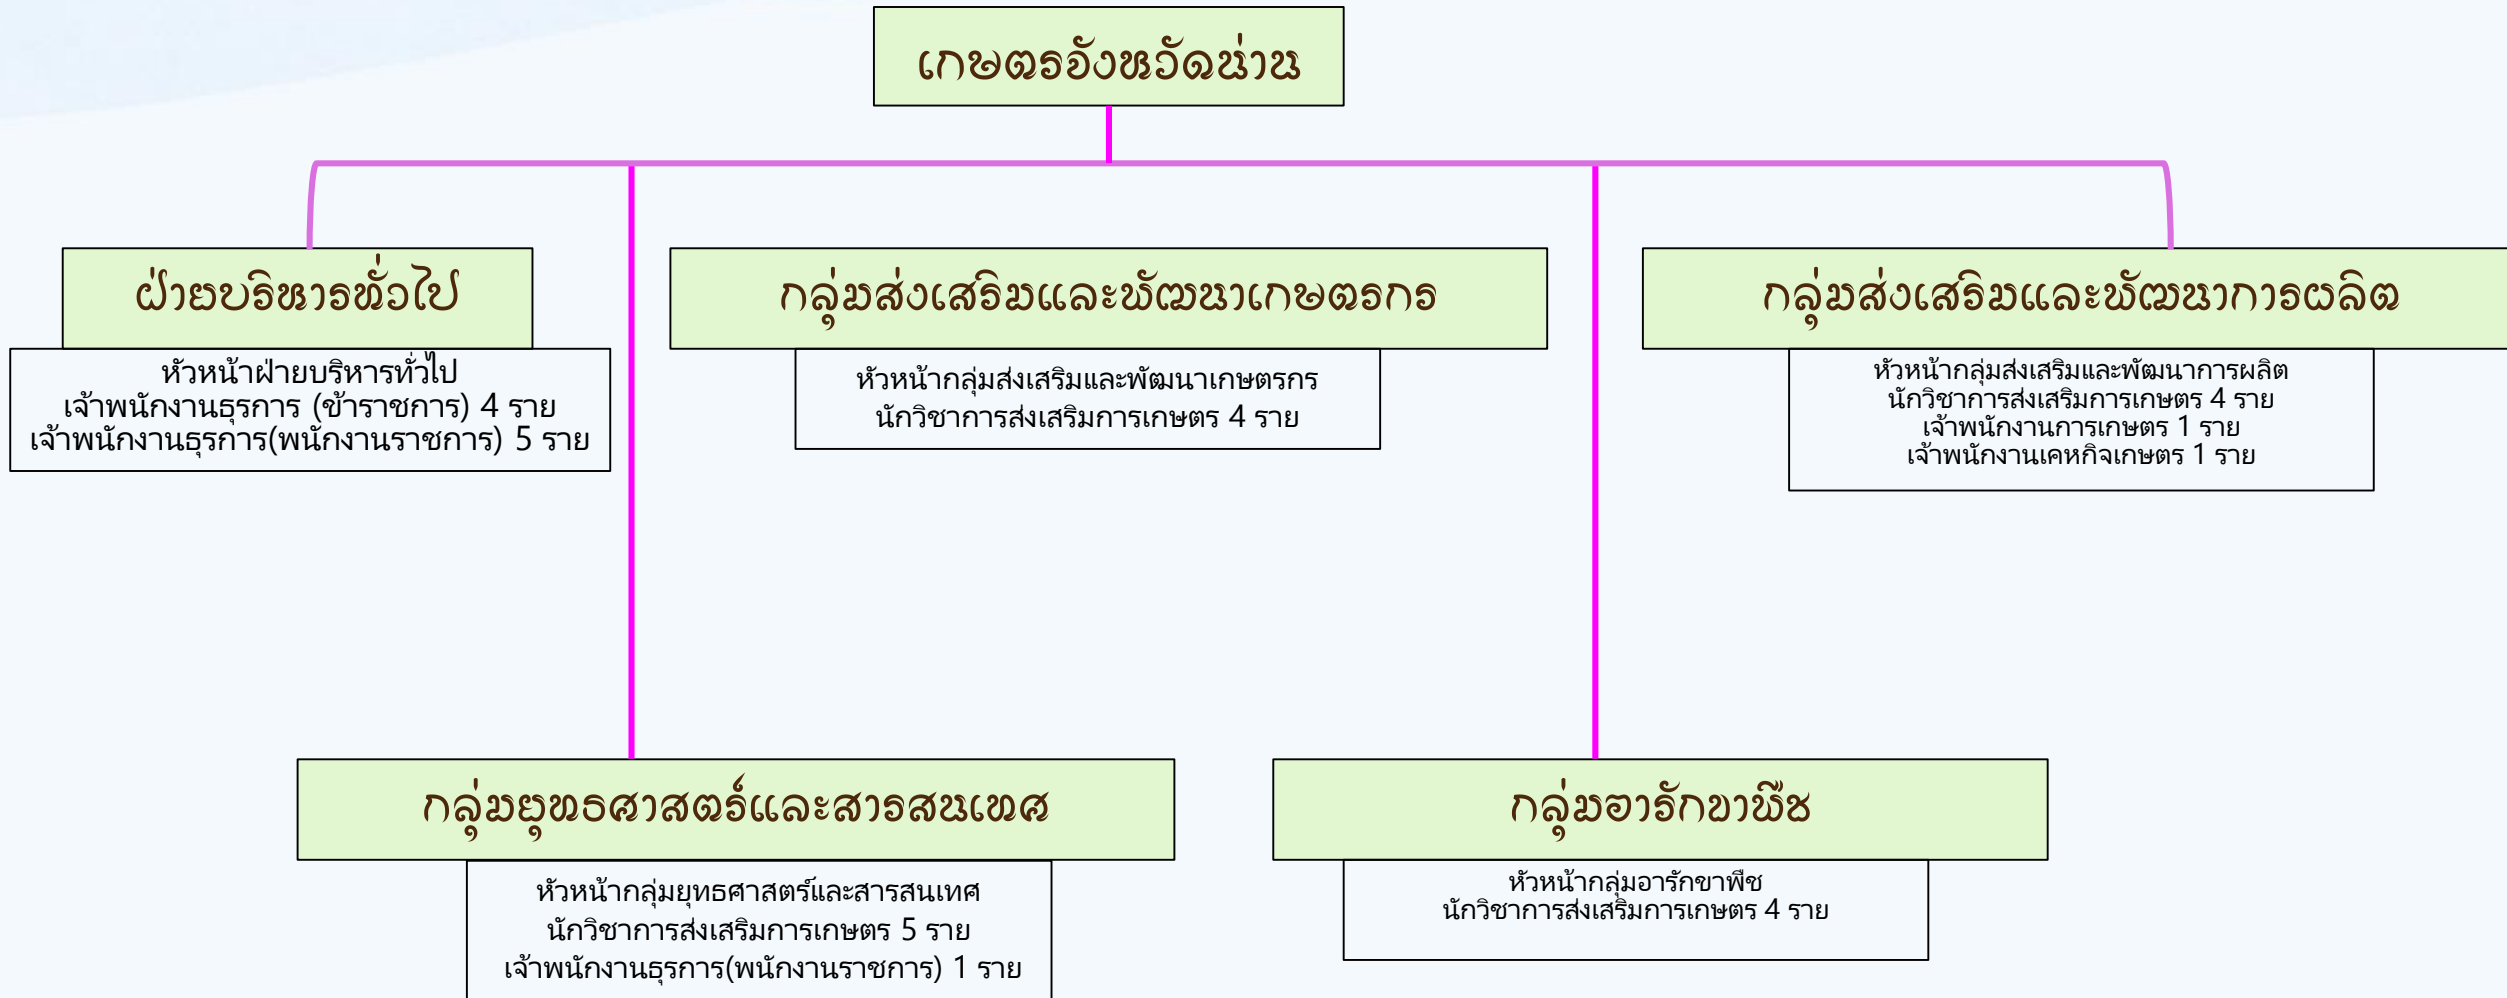 เกษตรจังหวัดน่าน
ฝ่ายบริหารทั่วไป
หัวหน้าฝ่ายบริหารทั่วไป
เจ้าพนักงานธุรการ (ข้าราชการ) 4 ราย
เจ้าพนักงานธุรการ(พนักงานราชการ) 5 ราย
กลุ่มส่งเสริมและพัฒนาเกษตรกร
หัวหน้ากลุ่มส่งเสริมและพัฒนาเกษตรกร
นักวิชาการส่งเสริมการเกษตร 4 ราย
กลุ่มส่งเสริมและพัฒนาการผลิต
หัวหน้ากลุ่มส่งเสริมและพัฒนาการผลิต
นักวิชาการส่งเสริมการเกษตร 4 ราย
เจ้าพนักงานการเกษตร 1 ราย
เจ้าพนักงานเคหกิจเกษตร 1 ราย
กลุ่มยุทธศาสตร์และสารสนเทศ
หัวหน้ากลุ่มยุทธศาสตร์และสารสนเทศ
นักวิชาการส่งเสริมการเกษตร 5 ราย
เจ้าพนักงานธุรการ(พนักงานราชการ) 1 ราย
กลุ่มอารักขาพืช
หัวหน้ากลุ่มอารักขาพืช
นักวิชาการส่งเสริมการเกษตร 4 ราย